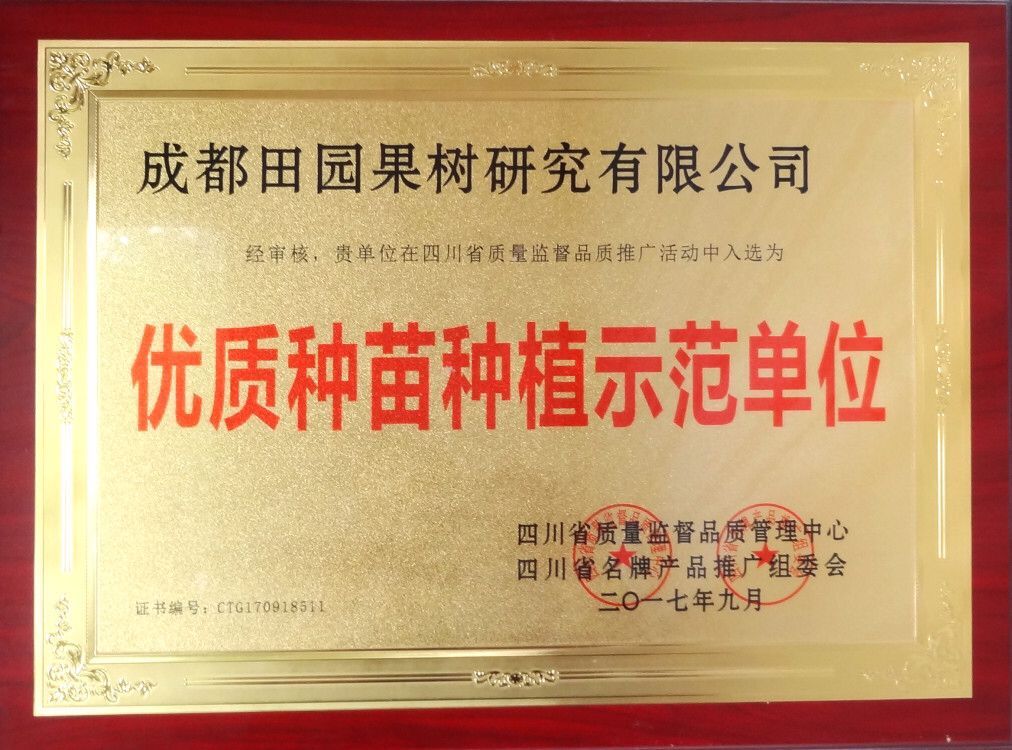 成都田园果树研究有限公司
经审核，贵单位在四川省质量监督品质推广活动中入选为
优质种苗种植示范单位
四川省质量监督品质管理中心
四川省名牌产品推广组委会
二〇一七年九月
证书编号：CTG170918511